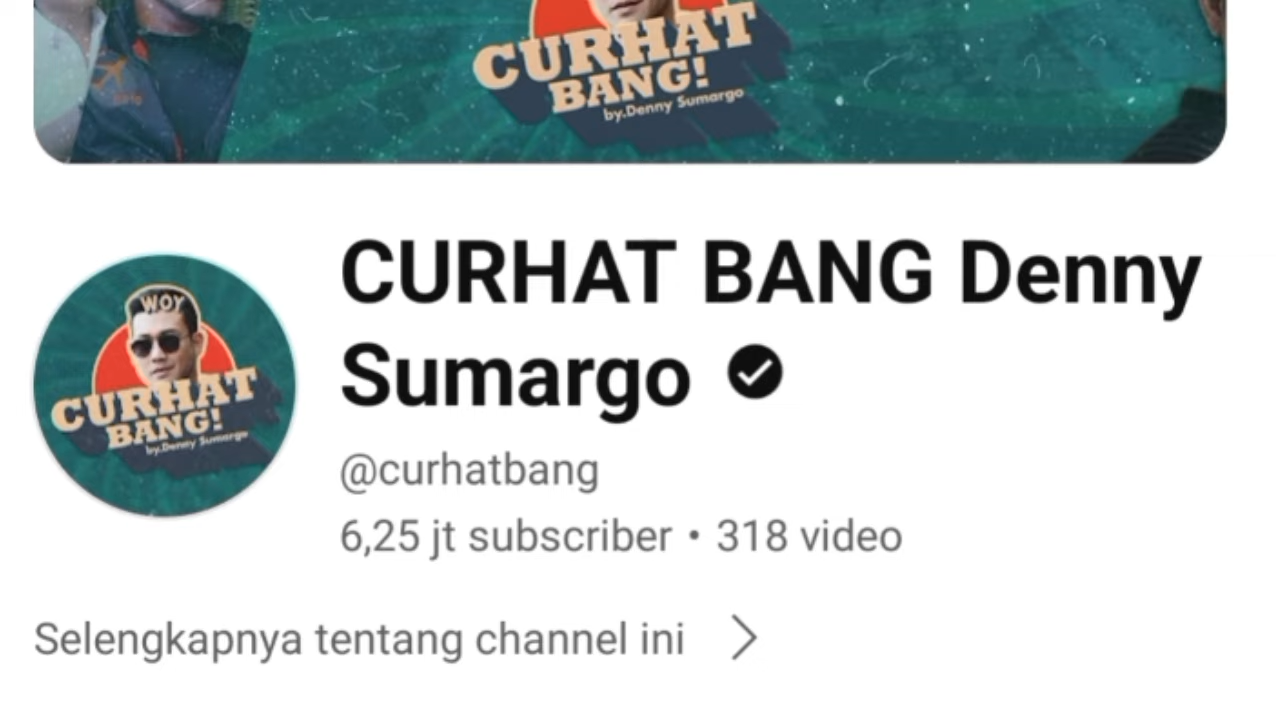 CURHAT
BANG!
by.Denny Sumargo
WOY
CURHAT
BANG!
by.Denny Sumargo
CURHAT BANG Denny
Sumargo
@curhatbang
6,25 jt subscriber • 318 video
Selengkapnya tentang channel ini